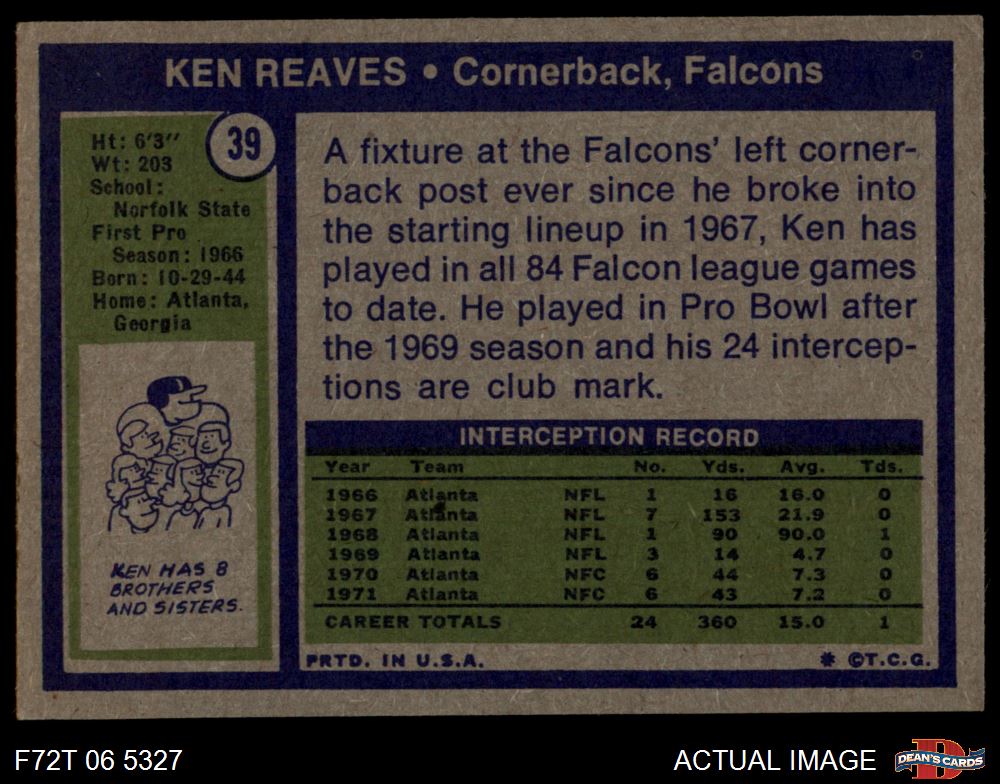 KEN REAVES • Cornerback, Falcons
39
Ht: 6'3"
Wt: 203
School:
Norfolk State
First Pro
Season: 1966
Born: 10-29-44
Home: Atlanta,
Georgia
KEN HAS 8
BROTHERS
AND SISTERS.
A fixture at the Falcons' left corner-
back post ever since he broke into
the starting lineup in 1967, Ken has
played in all 84 Falcon league games
to date. He played in Pro Bowl after
the 1969 season and his 24 intercep-
tions are club mark.
INTERCEPTION RECORD
Year Team No. Yds. Avg. Tds.
1966 Atlanta NFL 1 16 16.0 0
1967 Atlanta NFL 7 153 21.9 0
1968 Atlanta NFL 1 90 90.0 1
1969 Atlanta NFL 3 14 4.7 0
1970 Atlanta NFC 6 44 7.3 0
1971 Atlanta NFC 6 43 7.2 0
CAREER TOTALS 24 360 15.0 1
PRTD. IN U.S.A. * ©T.C.G.
F72T 06 5327 ACTUAL IMAGE
DEAN'S CARDS